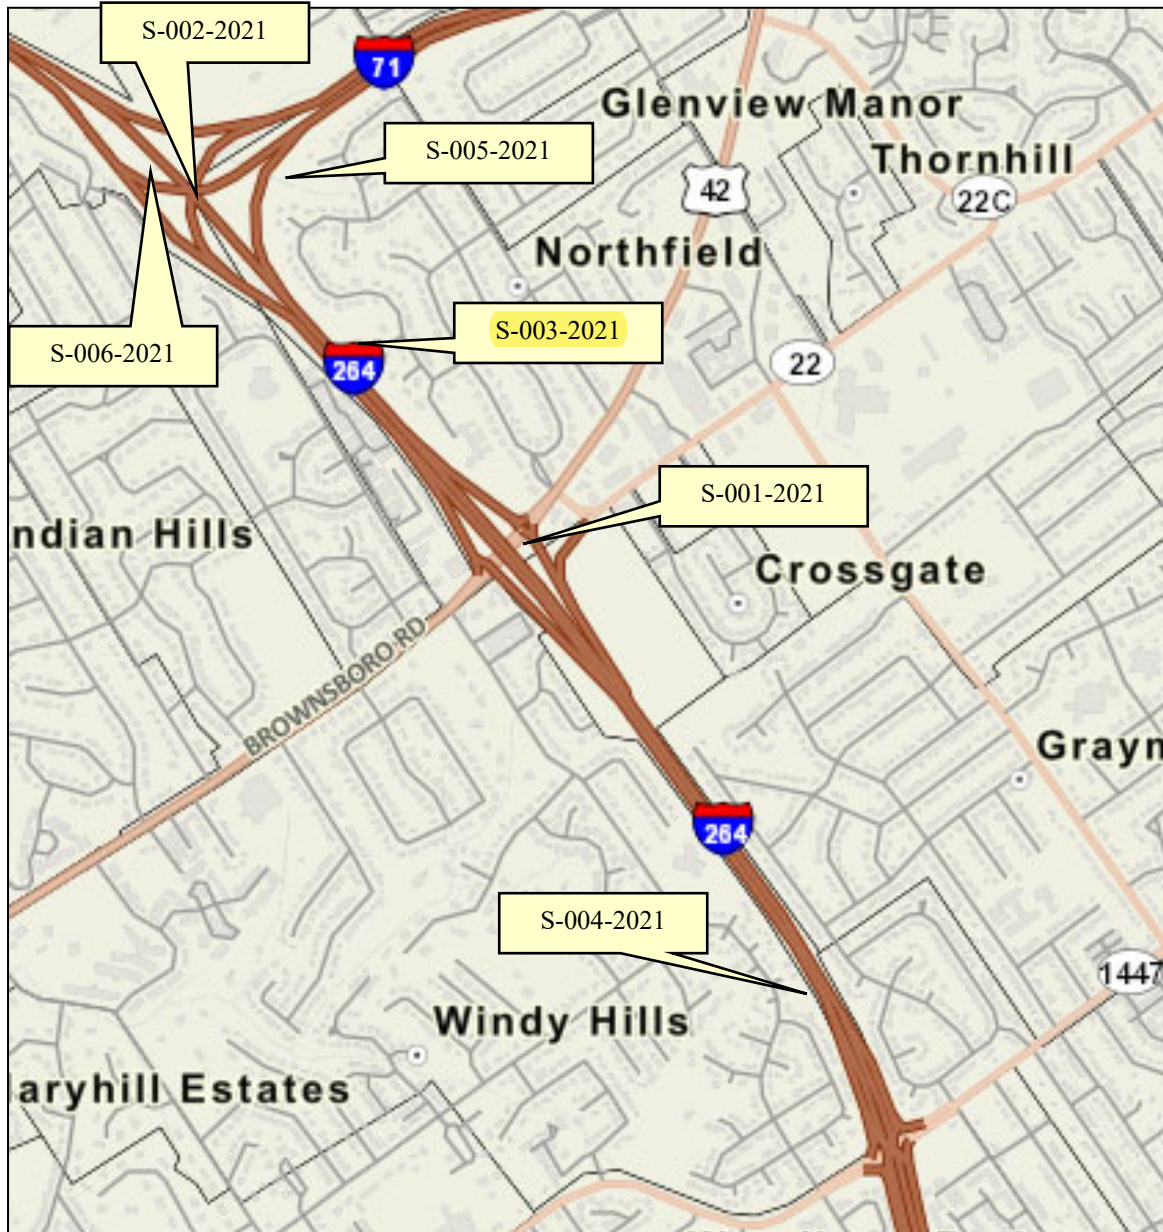 S-002-2021
71
Glenview Manor
S-005-2021
Thornhill
42
22C
Northfield
S-003-2021
S-006-2021
264
22
S-001-2021
ndian Hills
Crossgate
BROWNSBORO RD
Grayn
264
S-004-2021
1447
Windy Hills
aryhill Estates